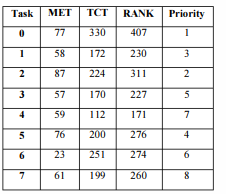 Task MET TCT RANK Priority
0 77 330 407 1
1 58 172 230 3
2 87 224 311 2
3 57 170 227 5
4 59 112 171 7
5 76 200 276 4
6 23 251 274 6
7 61 199 260 8